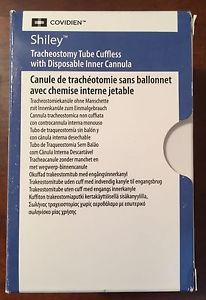 COVIDIEN™
Shiley™
Tracheostomy Tube Cuffless
with Disposable Inner Cannula
Canule de trachéotomie sans ballonnet
avec chemise interne jetable
Tracheostomiekanüle ohne Manschette
mit Innenkanüle zum Einmalgebrauch
Cannula tracheostomica non cuffiata
con controcannula interna monouso
Tubo de traqueostomía sin balón y
con cánula interna desechable
Tubo de Traqueostomia Sem Balão
com Cânula Interna Descartável
Tracheacanule zonder manchet en
met wegwerp-binnencanule
Okuffad trakeostomitub med engångsinnerkanyl
Trakeostomitube uden cuff med indvendig kanyle til engangsbrug
Trakeostomitube uten cuff med engangs innerkanyle
Kuffiton trakeostomiaputki kertakäyttöisellä sisäkanyylilla,
Σωλήνας τραχειοστομίας χωρίς αεροθάλαμο με εσωτερικό
σωληνίσκο μίας χρήσης